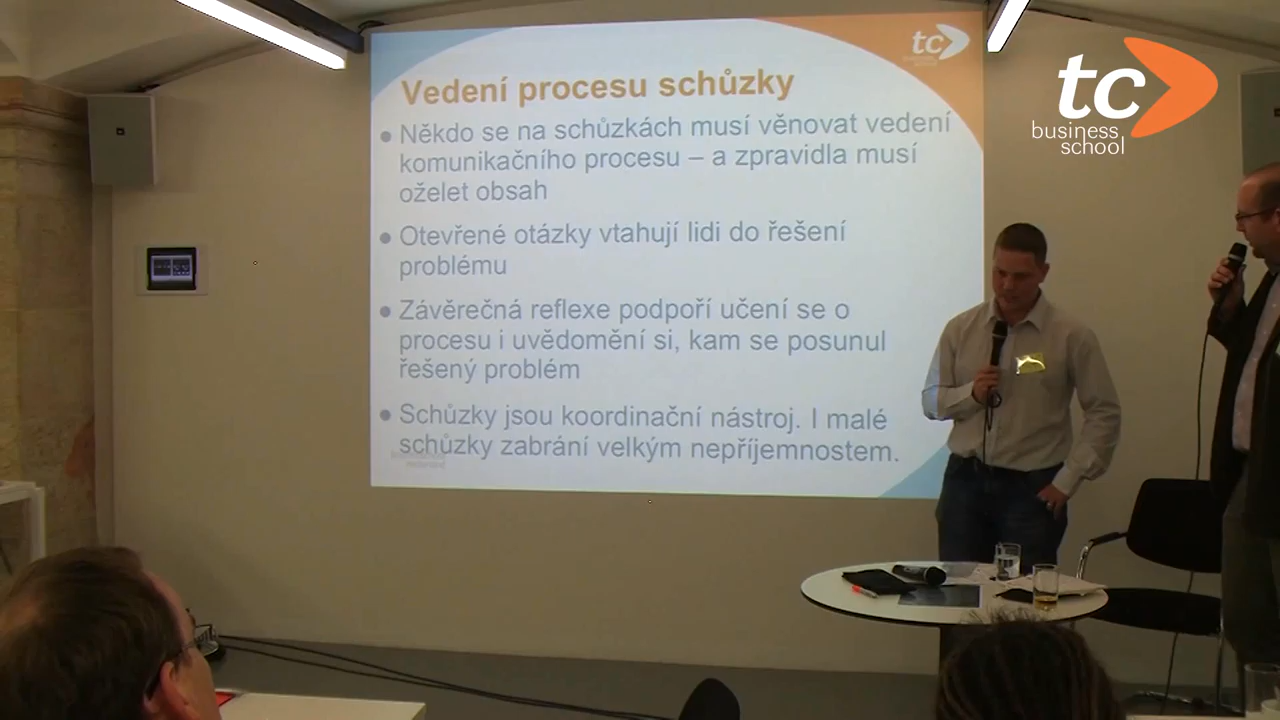 tc
Vedení procesu schůzky
● Někdo se na schůzkách musí věnovat vedení
komunikačního procesu – a zpravidla musí
oželet obsah
● Otevřené otázky vtahují lidi do řešení
problému
● Závěrečná reflexe podpoří učení se o
procesu i uvědomění si, kam se posunul
řešený problém
● Schůzky jsou koordinační nástroj. I malé
schůzky zabrání velkým nepříjemnostem.
tc
business
school